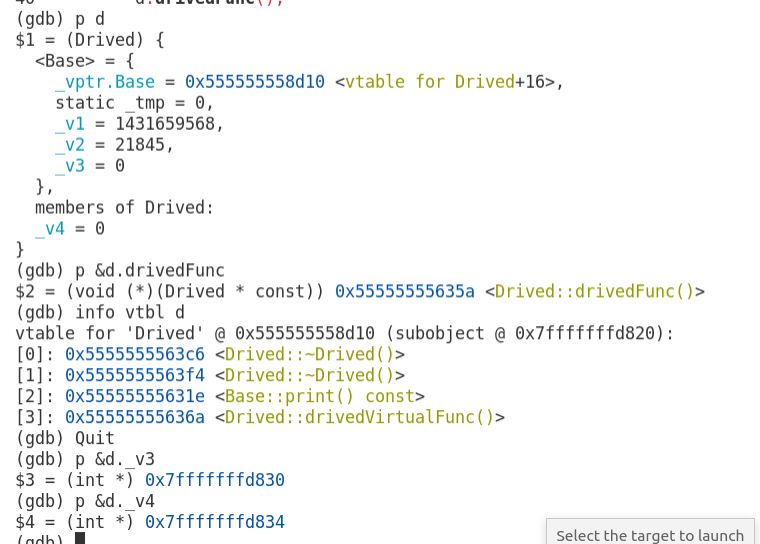 40 d.drivedFunc();
(gdb) p d
$1 = (Drived) {
  <Base> = {
    _vptr.Base = 0x555555558d10 <vtable for Drived+16>,
    static _tmp = 0,
    _v1 = 1431659568,
    _v2 = 21845,
    _v3 = 0
  },
  members of Drived:
  _v4 = 0
}
(gdb) p &d.drivedFunc
$2 = (void (*)(Drived * const)) 0x55555555635a <Drived::drivedFunc()>
(gdb) info vtbl d
vtable for 'Drived' @ 0x555555558d10 (subobject @ 0x7fffffffd820):
[0]: 0x5555555563c6 <Drived::~Drived()>
[1]: 0x5555555563f4 <Drived::~Drived()>
[2]: 0x55555555631e <Base::print() const>
[3]: 0x55555555636a <Drived::drivedVirtualFunc()>
(gdb) Quit
(gdb) p &d._v3
$3 = (int *) 0x7fffffffd830
(gdb) p &d._v4
$4 = (int *) 0x7fffffffd834
(gdb)
Select the target to launch